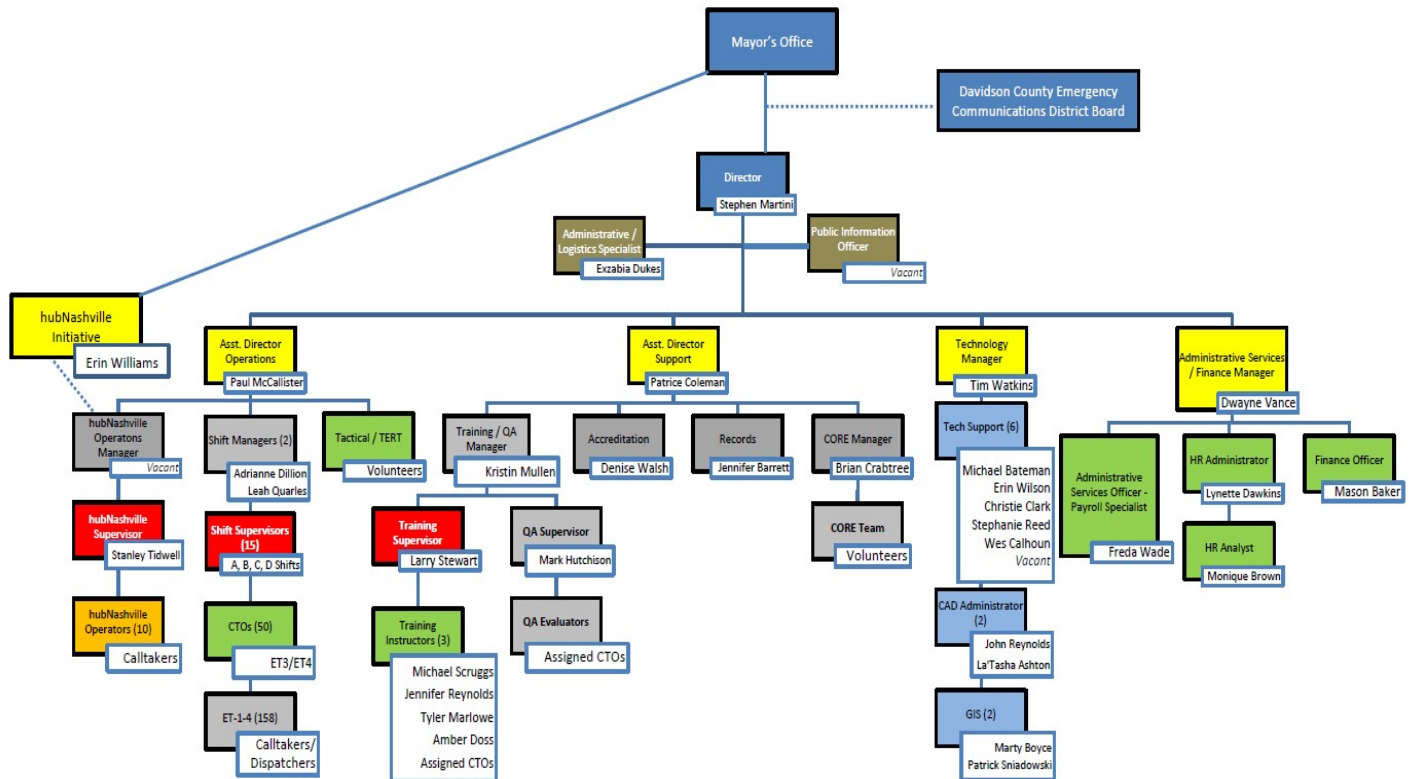 Mayor's Office
Davidson County Emergency
Communications District Board
Director
Stephen Martini
Administrative /
Logistics Specialist
Exzabia Dukes
Public Information
Officer
Vacant
hubNashville
Initiative
Erin Williams
Asst. Director
Operations
Paul McCallister
Asst. Director
Support
Patrice Coleman
Technology
Manager
Tim Watkins
Administrative Services
/ Finance Manager
Dwayne Vance
hubNashville
Operatons
Manager
Vacant
Shift Managers (2)
Adrianne Dillion
Leah Quarles
Tactical / TERT
Volunteers
Training / QA
Manager
Kristin Mullen
Accreditation
Denise Walsh
Records
Jennifer Barrett
CORE Manager
Brian Crabtree
Tech Support (6)
Michael Bateman
Erin Wilson
Christie Clark
Stephanie Reed
Wes Calhoun
Vacant
Administrative
Services Officer -
Payroll Specialist
Freda Wade
HR Administrator
Lynette Dawkins
Finance Officer
Mason Baker
hubNashville
Supervisor
Stanley Tidwell
Shift Supervisors
(15)
A, B, C, D Shifts
Training
Supervisor
Larry Stewart
QA Supervisor
Mark Hutchison
CORE Team
Volunteers
HR Analyst
Monique Brown
hubNashville
Operators (10)
Calltakers
CTOs (50)
ET3/ET4
Training
Instructors (3)
Michael Scruggs
Jennifer Reynolds
Tyler Marlowe
Amber Doss
Assigned CTOs
QA Evaluators
Assigned CTOs
CAD Administrator
(2)
John Reynolds
La'Tasha Ashton
ET-1-4 (158)
Calltakers/
Dispatchers
GIS (2)
Marty Boyce
Patrick Sniadowski